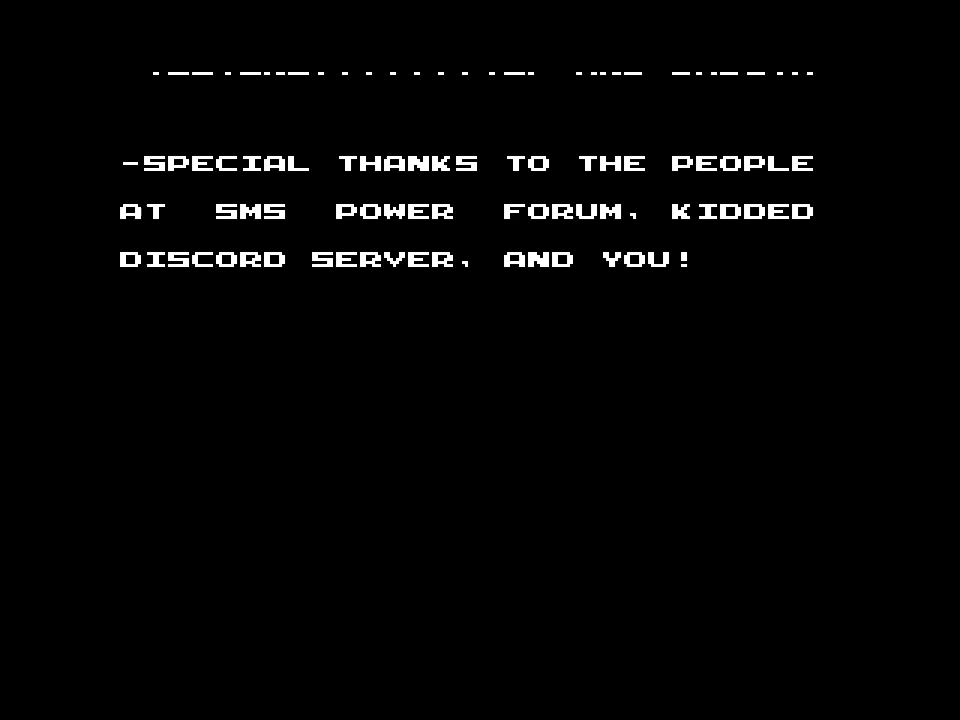 -SPECIAL THANKS TO THE PEOPLE
AT SMS POWER FORUM, KIDDED
DISCORD SERVER, AND YOU!